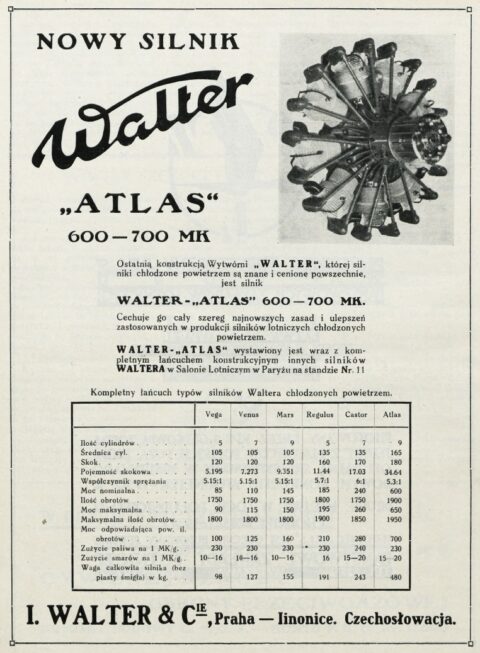 NOWY SILNIK
Walter
„ATLAS“
600—700 MK
Ostatnią konstrukcją Wytwórni „WALTER“, której sil-
niki chłodzone powietrzem są znane i cenione powszechnie,
jest silnik
WALTER-„ATLAS” 600—700 MK.
Cechuje go cały szereg najnowszych zasad i ulepszeń
zastosowanych w produkcji silników lotniczych chłodzonych
powietrzem.
WALTER-„ATLAS” wystawiony jest wraz z kom-
pletnym łańcuchem konstrukcyjnym innych silników
WALTERA w Salonie Lotniczym w Paryżu na standzie Nr. 11
Kompletny łańcuch typów silników Waltera chłodzonych powietrzem.
Vega Venus Mars Regulus Castor Atlas
Ilość cylindrów . . . . 5 7 9 5 7 9
Średnica cyl. . . . . 105 105 105 135 135 165
Skok . . . . 120 120 120 160 170 180
Pojemność skokowa . . . . 5.195 7.273 9.351 11.44 17.03 34.64
Współczynnik sprężania . . 5.15:1 5.15:1 5.15:1 5.7:1 6:1 5.3:1
Moc nominalna . . . . 85 110 145 185 240 600
Ilość obrotów . . . . 1750 1750 1750 1800 1750 1900
Moc maksymalna . . . . 90 115 150 195 260 650
Maksymalna ilość obrotów . . 1800 1800 1800 1900 1850 1950
Moc odpowiadająca pow. il.
obrotów . . . . 100 125 160 210 280 700
Zużycie paliwa na 1 MK/g. . 230 230 230 230 240 230
Zużycie smarów na 1 MK/g. . 10—16 10—16 10—16 16 15—20 15—20
Waga całkowita silnika (bez
piasty śmigła) w kg. . . . 98 127 155 191 243 480
I. WALTER & CIE, Praha — Jinonice. Czechosłowacja.